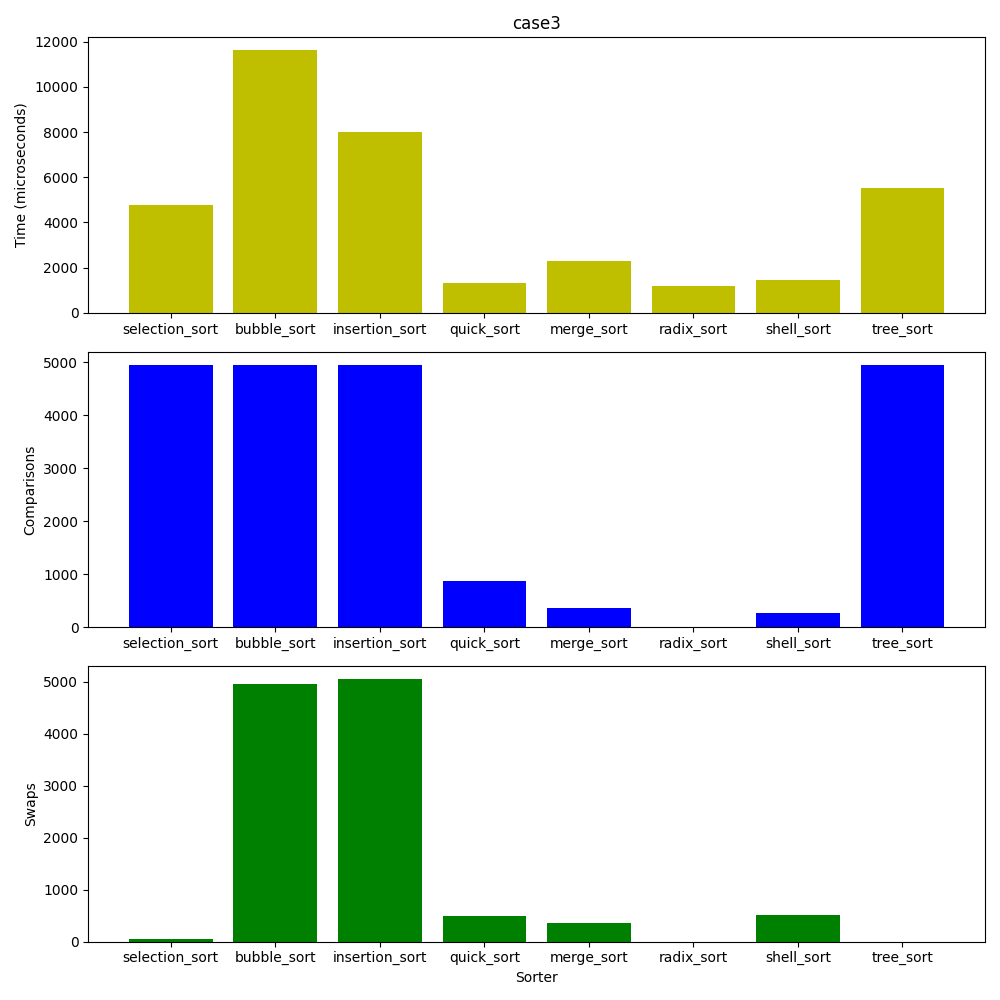 case3
Time (microseconds)
12000
10000
8000
6000
4000
2000
0
selection_sort bubble_sort insertion_sort quick_sort merge_sort radix_sort shell_sort tree_sort
Comparisons
5000
4000
3000
2000
1000
0
selection_sort bubble_sort insertion_sort quick_sort merge_sort radix_sort shell_sort tree_sort
Swaps
5000
4000
3000
2000
1000
0
selection_sort bubble_sort insertion_sort quick_sort merge_sort radix_sort shell_sort tree_sort
Sorter